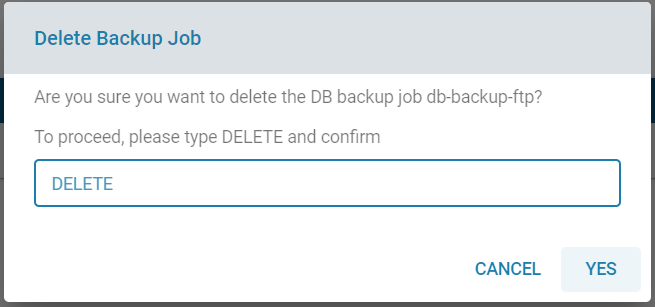 Delete Backup Job
Are you sure you want to delete the DB backup job db-backup-ftp?
To proceed, please type DELETE and confirm
DELETE
CANCEL YES